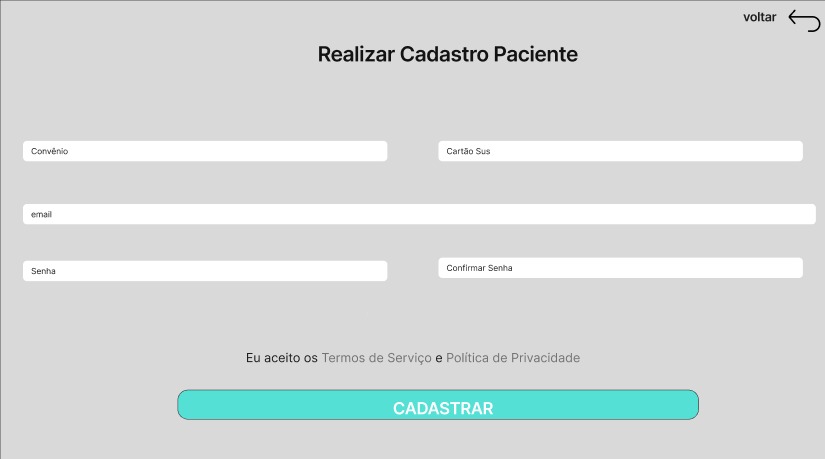 voltar
Realizar Cadastro Paciente
Convênio
Cartão Sus
email
Senha
Confirmar Senha
Eu aceito os Termos de Serviço e Política de Privacidade
CADASTRAR